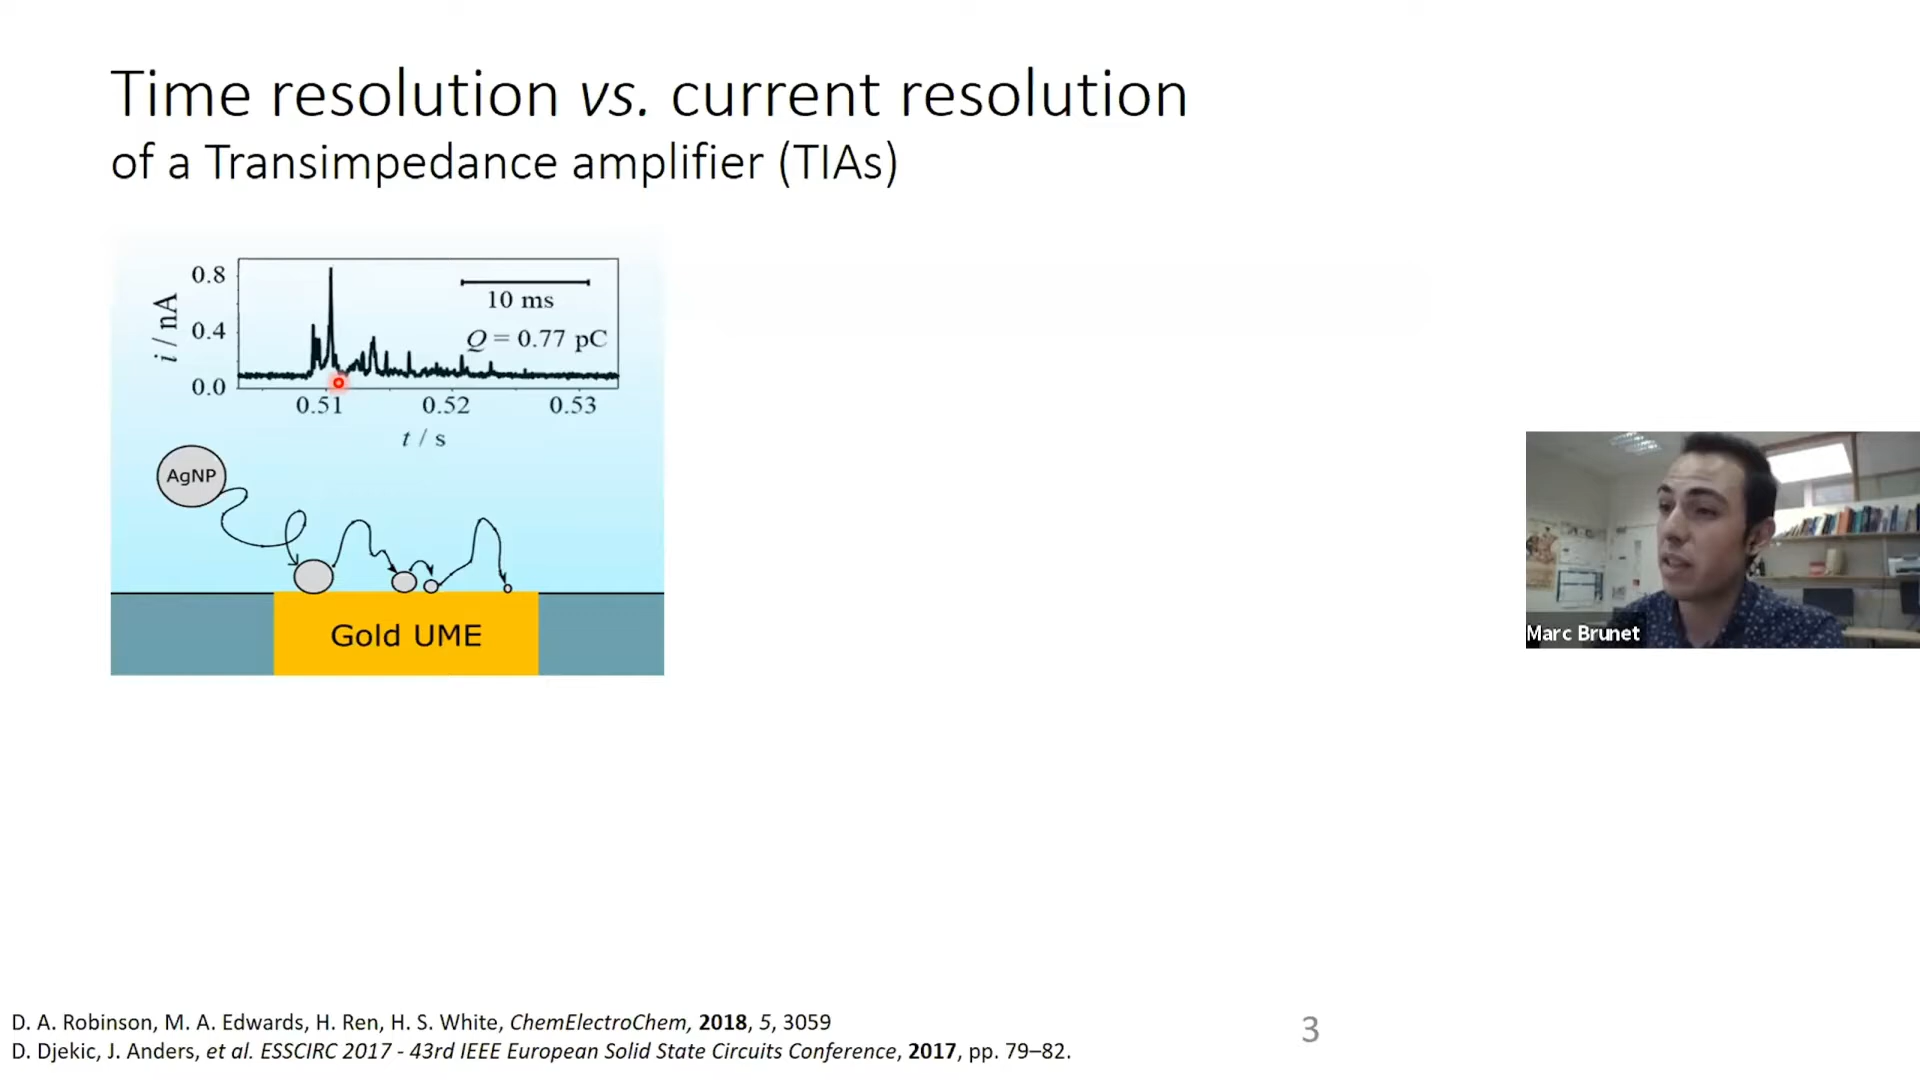 Time resolution vs. current resolution
of a Transimpedance amplifier (TIAs)
0.8
0.4
0.0
i / nA
10 ms
Q = 0.77 pC
0.51
0.52
0.53
t / s
AgNP
Gold UME
Marc Brunet
D. A. Robinson, M. A. Edwards, H. Ren, H. S. White, ChemElectroChem, 2018, 5, 3059
D. Djekic, J. Anders, et al. ESSCIRC 2017 - 43rd IEEE European Solid State Circuits Conference, 2017, pp. 79–82.
3